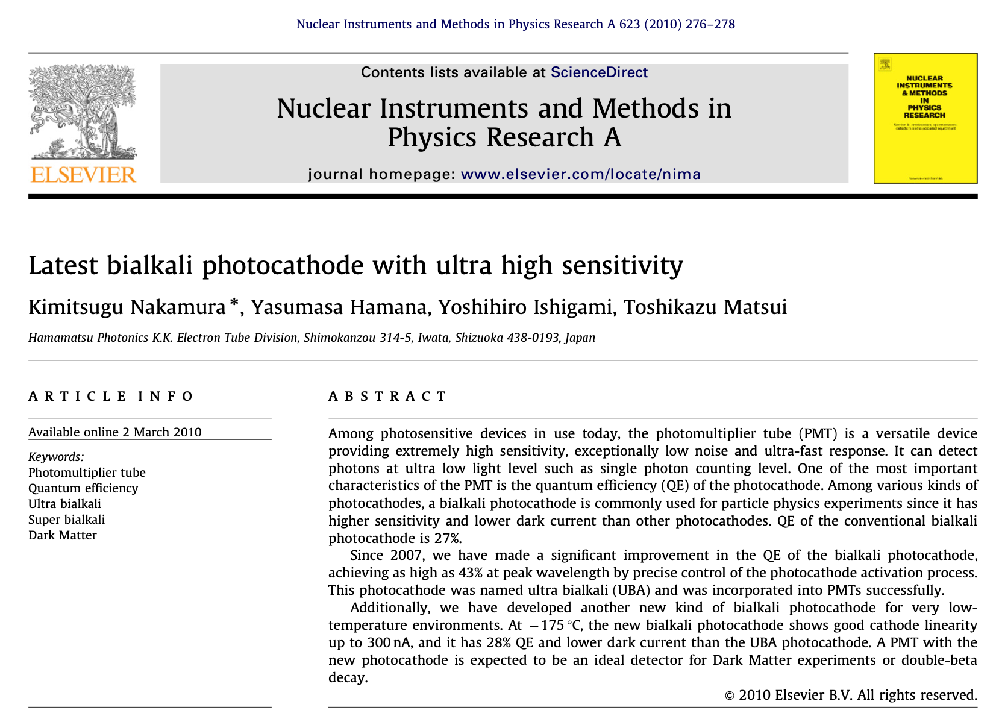 Nuclear Instruments and Methods in Physics Research A 623 (2010) 276–278
Contents lists available at ScienceDirect
Nuclear Instruments and Methods in
Physics Research A
journal homepage: www.elsevier.com/locate/nima
NON SOLUS
ELSEVIER
NUCLEAR
INSTRUMENTS
& METHODS
IN
PHYSICS
RESEARCH
Latest bialkali photocathode with ultra high sensitivity
Kimitsugu Nakamura *, Yasumasa Hamana, Yoshihiro Ishigami, Toshikazu Matsui
Hamamatsu Photonics K.K. Electron Tube Division, Shimokanzou 314-5, Iwata, Shizuoka 438-0193, Japan
ARTICLE INFO
Available online 2 March 2010
Keywords:
Photomultiplier tube
Quantum efficiency
Ultra bialkali
Super bialkali
Dark Matter
ABSTRACT
Among photosensitive devices in use today, the photomultiplier tube (PMT) is a versatile device
providing extremely high sensitivity, exceptionally low noise and ultra-fast response. It can detect
photons at ultra low light level such as single photon counting level. One of the most important
characteristics of the PMT is the quantum efficiency (QE) of the photocathode. Among various kinds of
photocathodes, a bialkali photocathode is commonly used for particle physics experiments since it has
higher sensitivity and lower dark current than other photocathodes. QE of the conventional bialkali
photocathode is 27%.
Since 2007, we have made a significant improvement in the QE of the bialkali photocathode,
achieving as high as 43% at peak wavelength by precise control of the photocathode activation process.
This photocathode was named ultra bialkali (UBA) and was incorporated into PMTs successfully.
Additionally, we have developed another new kind of bialkali photocathode for very low-
temperature environments. At −175 °C, the new bialkali photocathode shows good cathode linearity
up to 300 nA, and it has 28% QE and lower dark current than the UBA photocathode. A PMT with the
new photocathode is expected to be an ideal detector for Dark Matter experiments or double-beta
decay.
© 2010 Elsevier B.V. All rights reserved.